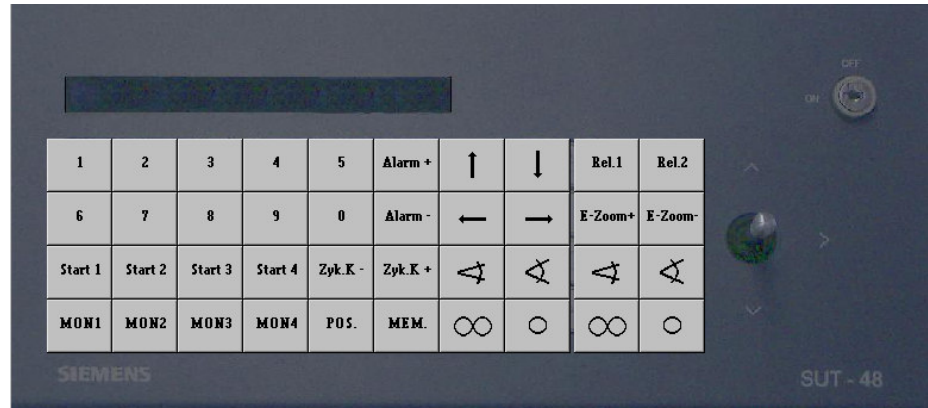 OFF
ON
1 2 3 4 5 Alarm + Rel.1 Rel.2
6 7 8 9 0 Alarm - E-Zoom+ E-Zoom-
Start 1 Start 2 Start 3 Start 4 Zyk.K - Zyk.K +
MON1 MON2 MON3 MON4 POS. MEM.
SIEMENS SUT - 48